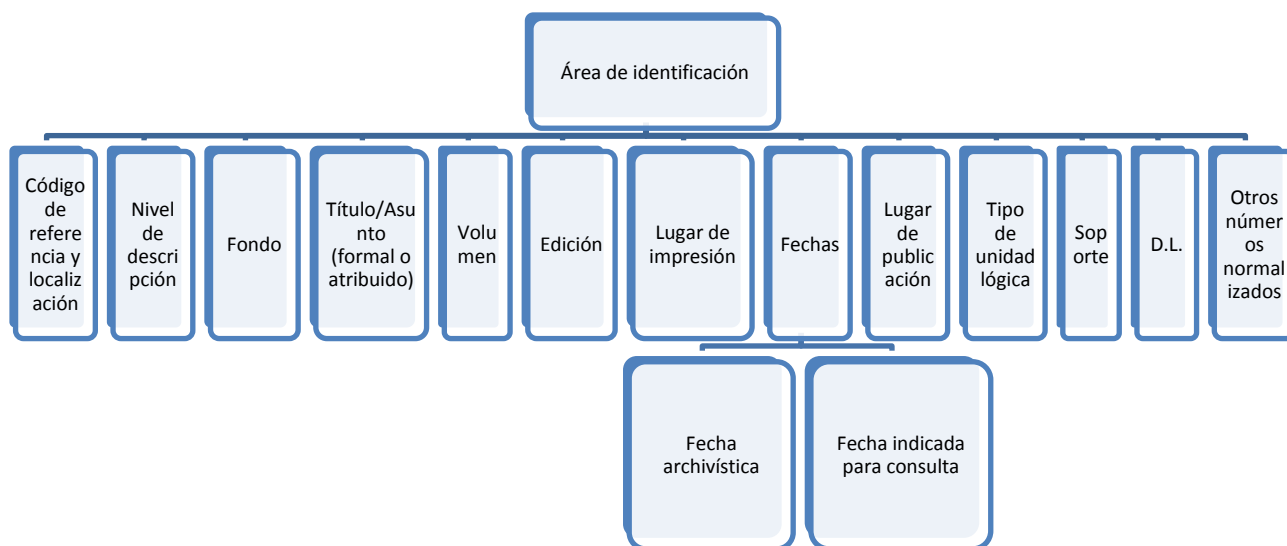 Área de identificación
Código
de
refere
ncia y
localiz
ación
Nivel
de
descri
pción
Fondo
Título/Asu
nto
(formal o
atribuido)
Volu
men
Edición
Lugar de
impresión
Fechas
Lugar
de
public
ación
Tipo
de
unidad
lógica
Sop
orte
D.L.
Otros
númer
os
normal
izados
Fecha
archivística
Fecha indicada
para consulta